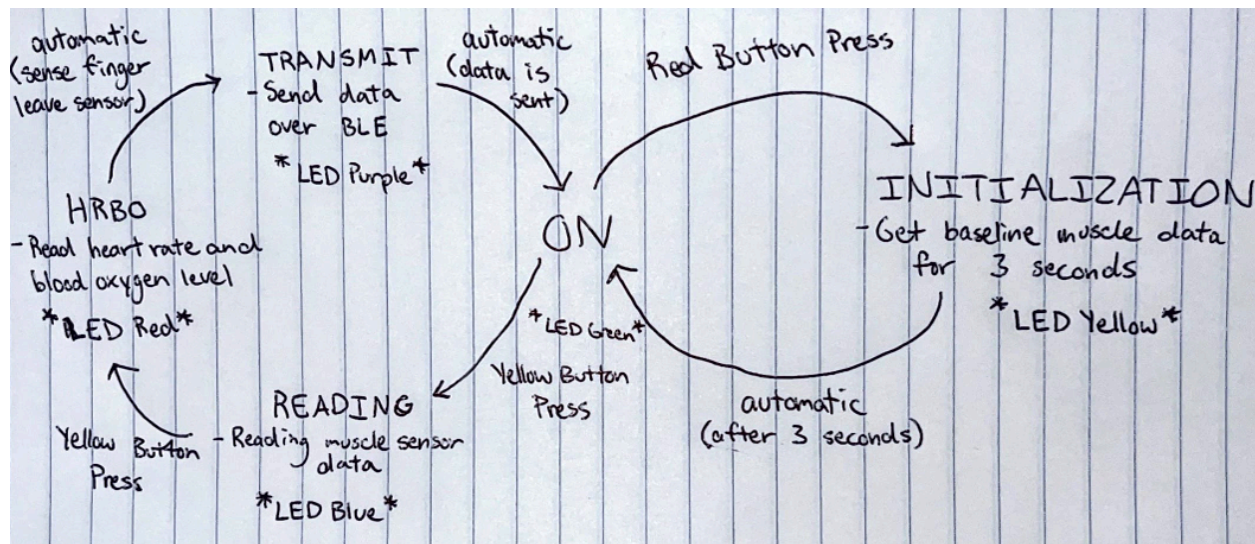 automatic
(sense finger
leave sensor)
TRANSMIT
- Send data
over BLE
*LED Purple*
automatic
(data is
sent)
Red Button Press
INITIALIZATION
- Get baseline muscle data
for 3 seconds
*LED Yellow*
HRBO
- Read heart rate and
blood oxygen level
*LED Red*
ON
*LED Green*
Yellow Button
Press
automatic
(after 3 seconds)
READING
- Reading muscle sensor
data
*LED Blue*
Yellow Button
Press